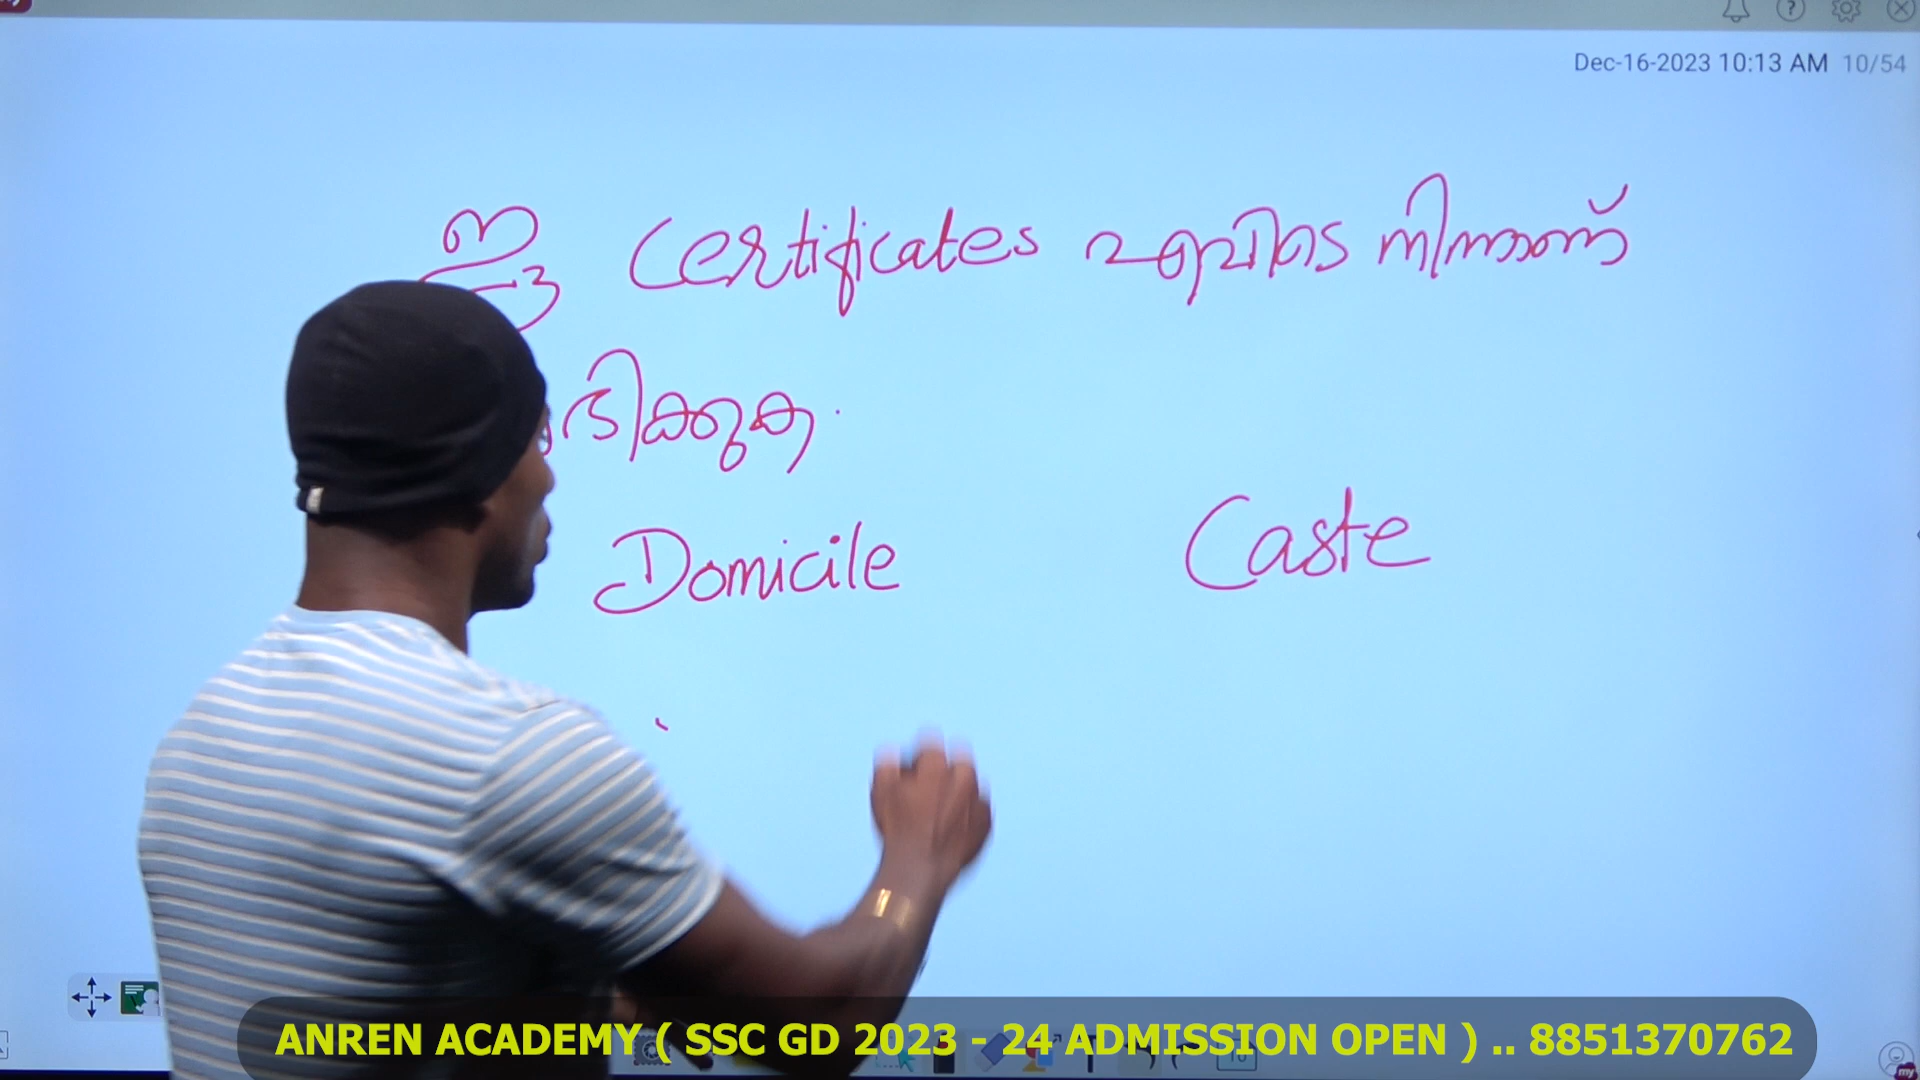 Dec-16-2023 10:13 AM 10/54
ഈ Certificates എവിടെ നിന്നാണ്
ഭിക്കുക.
Domicile Caste
ANREN ACADEMY ( SSC GD 2023 - 24 ADMISSION OPEN ) .. 8851370762